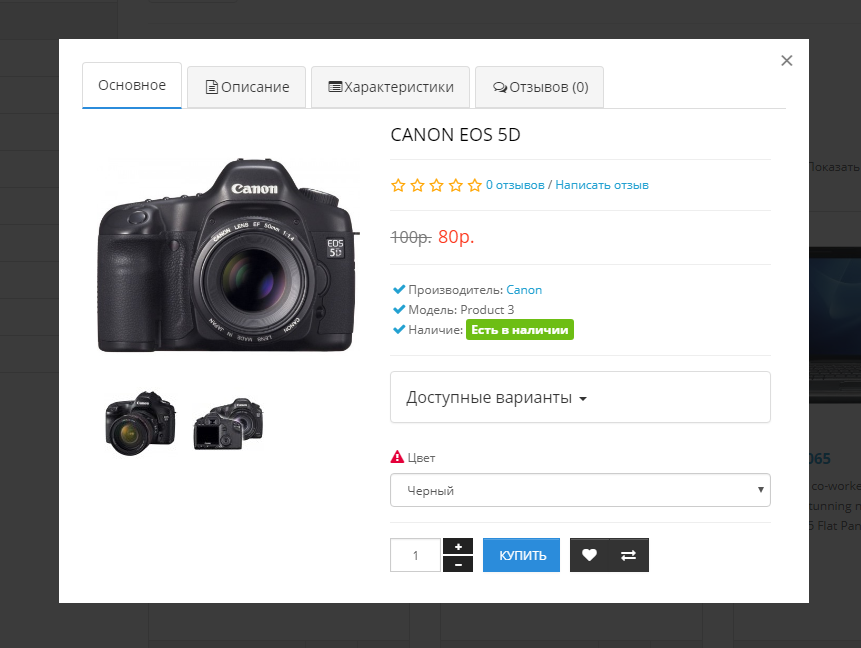 Основное
Описание
Характеристики
Отзывов (0)
×
CANON EOS 5D
0 отзывов / Написать отзыв
100р. 80р.
Производитель: Canon
Модель: Product 3
Наличие: Есть в наличии
Доступные варианты
Цвет
Черный
1
+
−
КУПИТЬ
Canon
EOS
5D
CANON LENS EF 50mm 1:1.4
CANON LENS MADE IN JAPAN
Показать
065
co-worke
tunning
5 Flat Pan